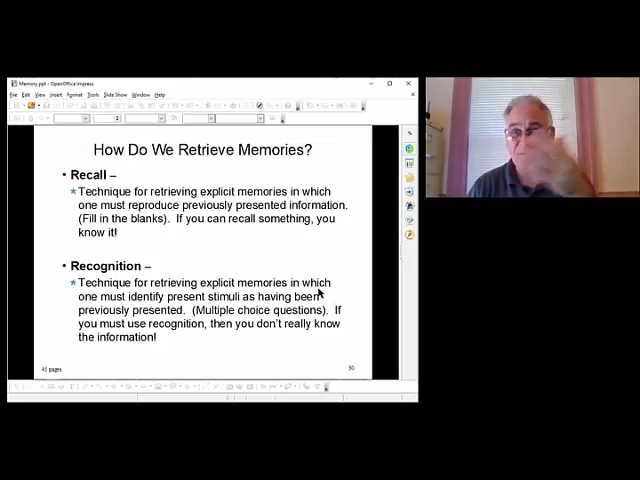 Memory.ppt - OpenOffice Impress
File Edit View Insert Format Tools Slide Show Window Help
How Do We Retrieve Memories?
• Recall –
* Technique for retrieving explicit memories in which
one must reproduce previously presented information.
(Fill in the blanks). If you can recall something, you
know it!
• Recognition –
* Technique for retrieving explicit memories in which
one must identify present stimuli as having been
previously presented. (Multiple choice questions). If
you must use recognition, then you don't really know
the information!
45 pages
30